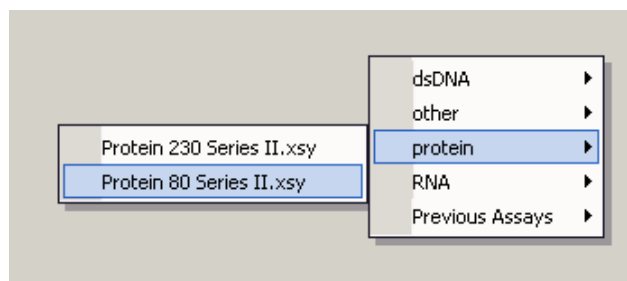 dsDNA
other
protein
RNA
Previous Assays
Protein 230 Series II.xsy
Protein 80 Series II.xsy